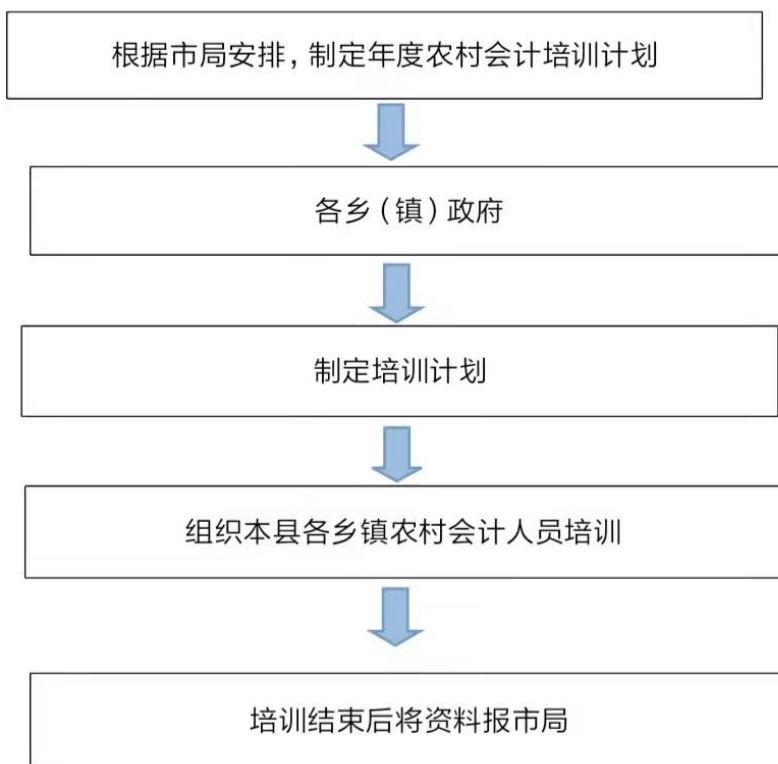 根据市局安排，制定年度农村会计培训计划
各乡（镇）政府
制定培训计划
组织本县各乡镇农村会计人员培训
培训结束后将资料报市局